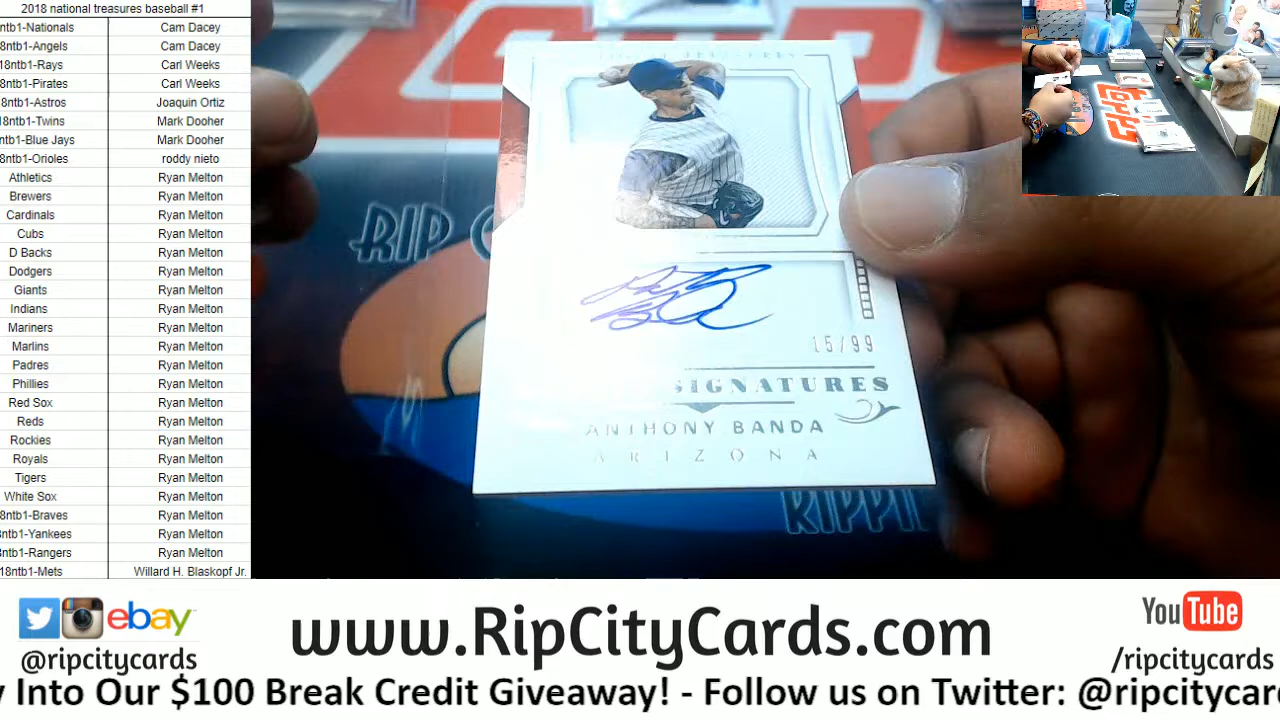 2018 national treasures baseball #1
ntb1-Nationals Cam Dacey
8ntb1-Angels Cam Dacey
18ntb1-Rays Carl Weeks
8ntb1-Pirates Carl Weeks
8ntb1-Astros Joaquin Ortiz
18ntb1-Twins Mark Dooher
ntb1-Blue Jays Mark Dooher
8ntb1-Orioles roddy nieto
Athletics Ryan Melton
Brewers Ryan Melton
Cardinals Ryan Melton
Cubs Ryan Melton
D Backs Ryan Melton
Dodgers Ryan Melton
Giants Ryan Melton
Indians Ryan Melton
Mariners Ryan Melton
Marlins Ryan Melton
Padres Ryan Melton
Phillies Ryan Melton
Red Sox Ryan Melton
Reds Ryan Melton
Rockies Ryan Melton
Royals Ryan Melton
Tigers Ryan Melton
White Sox Ryan Melton
8ntb1-Braves Ryan Melton
ntb1-Yankees Ryan Melton
ntb1-Rangers Ryan Melton
18ntb1-Mets Willard H. Blaskopf Jr.
RIP
15/99
SIGNATURES
ANTHONY BANDA
ARIZONA
RIPPI
ebay
@ripcitycards
www.RipCityCards.com
YouTube
/ripcitycards
y Into Our $100 Break Credit Giveaway! - Follow us on Twitter: @ripcitycar